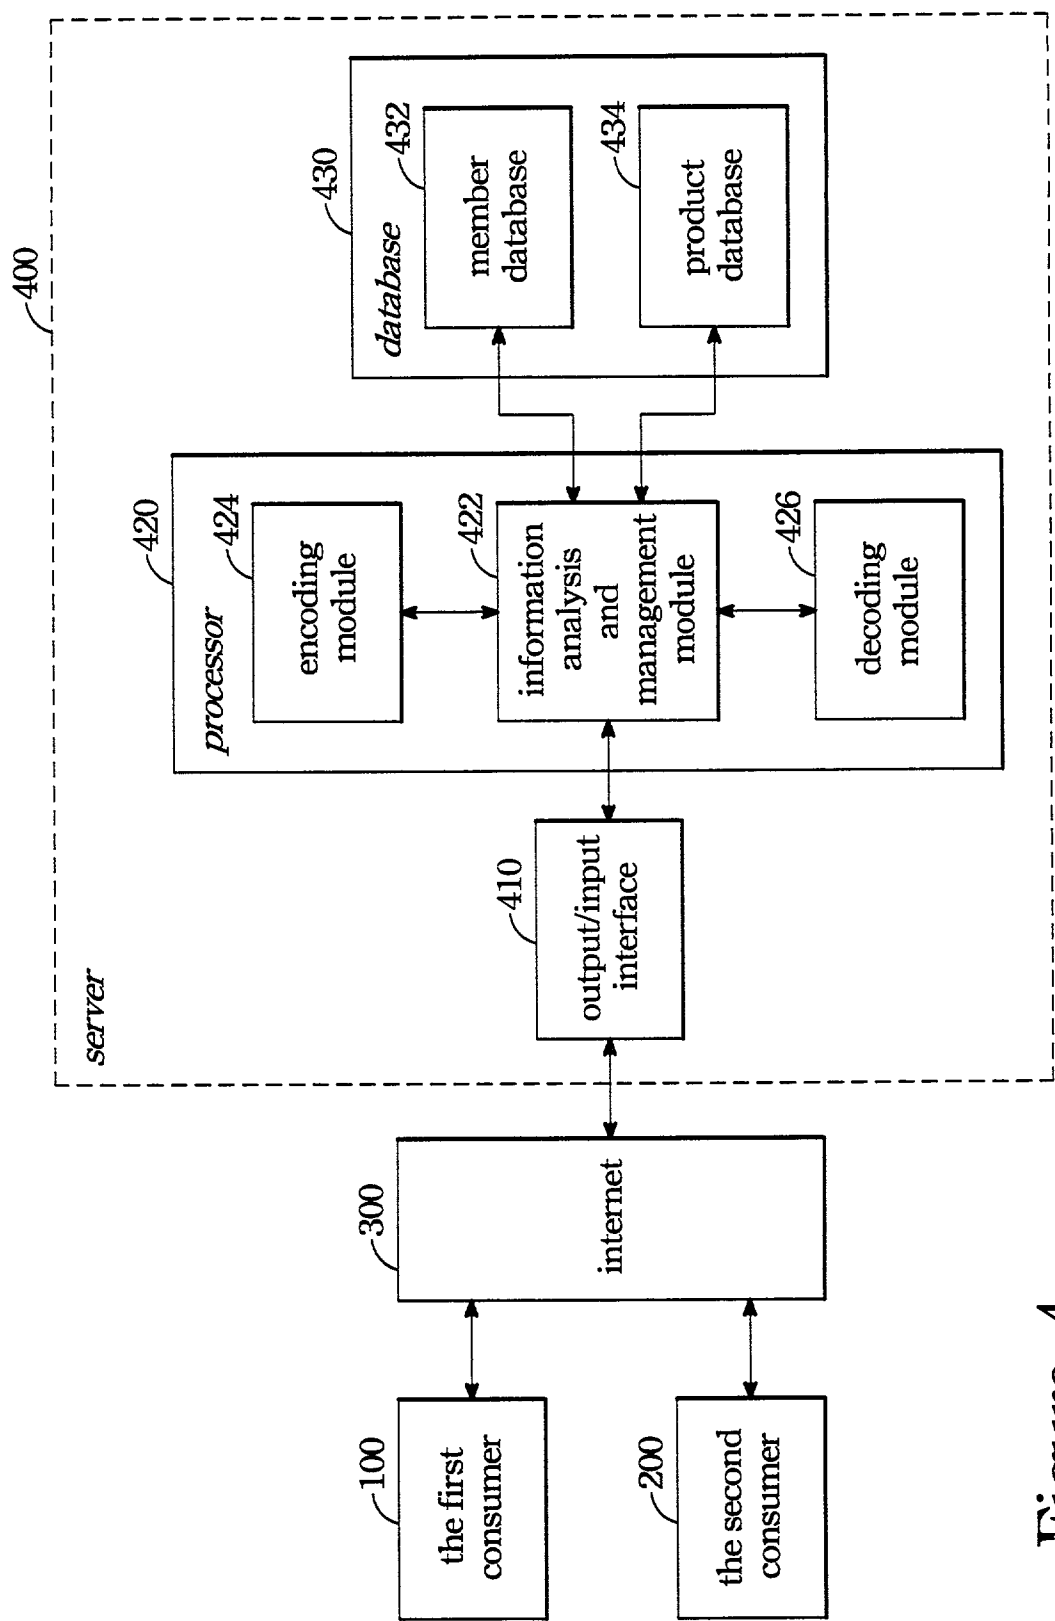 400
server
420
processor
424
encoding
module
422
information
analysis
and
management
module
426
decoding
module
430
database
432
member
database
434
product
database
410
output/input
interface
300
internet
100
the first
consumer
200
the second
consumer
Figure 4